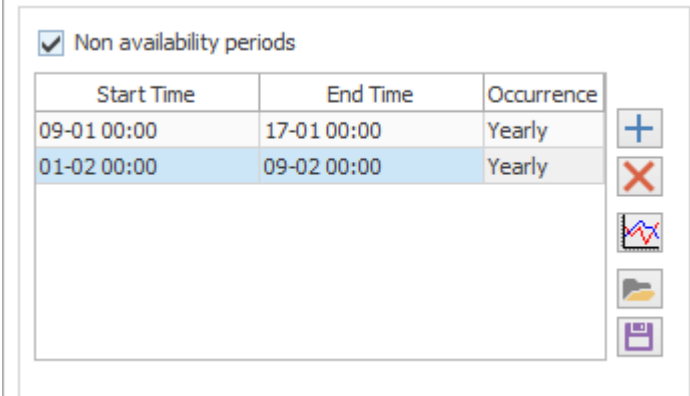 Non availability periods
Start Time End Time Occurrence
09-01 00:00 17-01 00:00 Yearly
01-02 00:00 09-02 00:00 Yearly